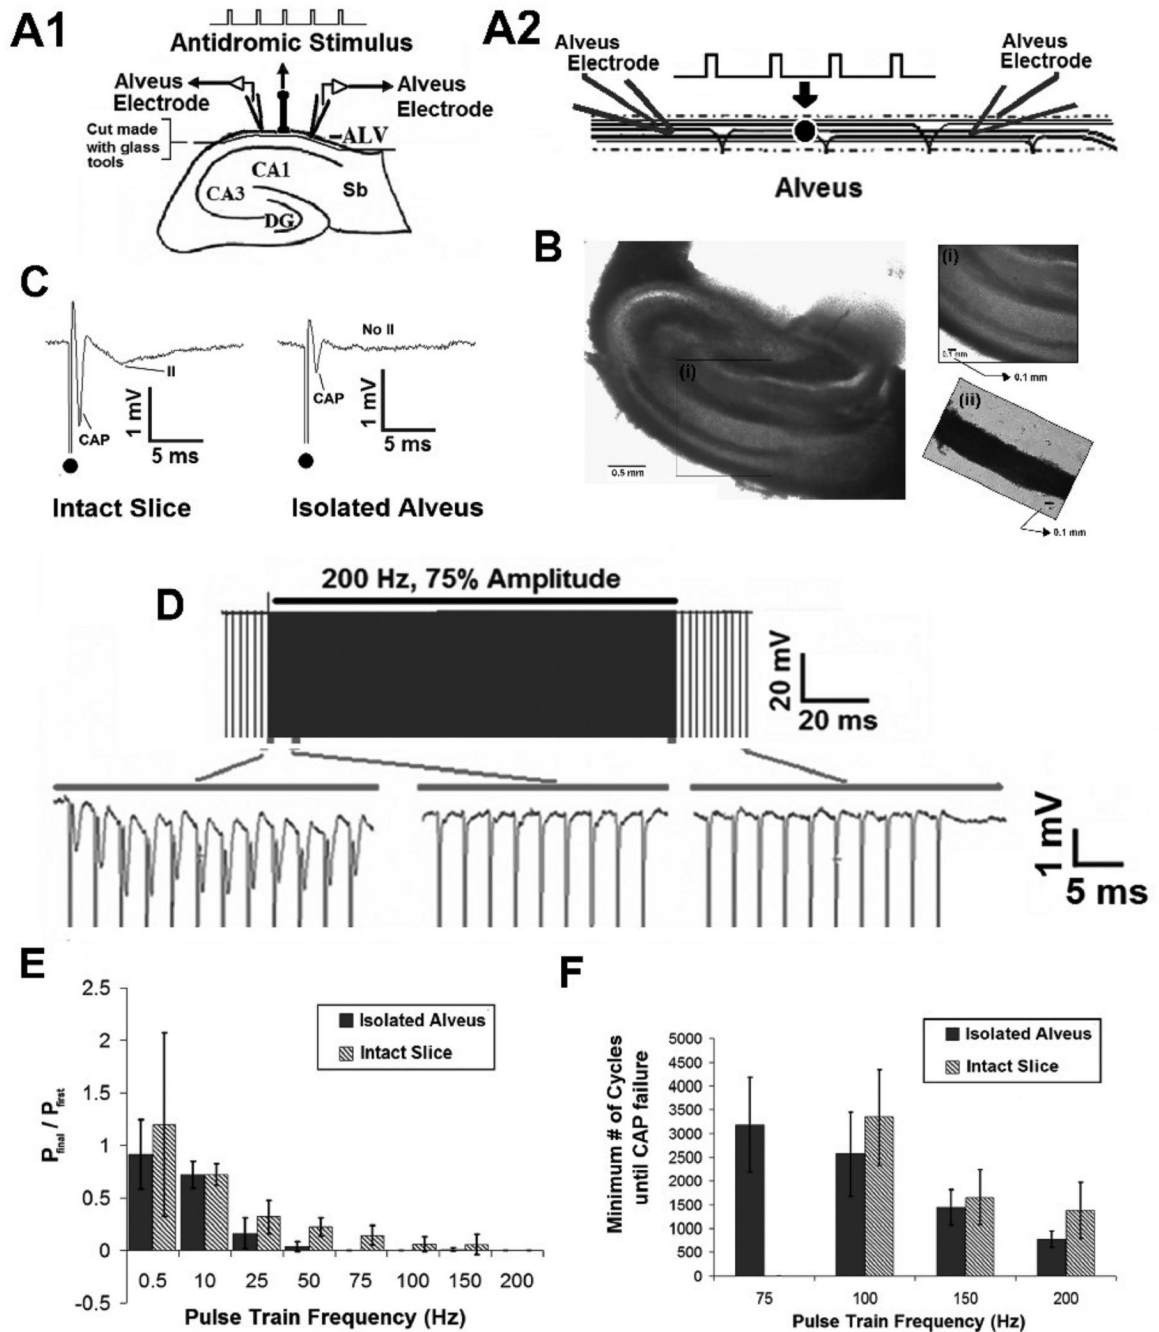 A1
Antidromic Stimulus
Alveus
Electrode
Alveus
Electrode
Cut made
with glass
tools
ALV
CA1
CA3
Sb
DG
A2
Alveus
Electrode
Alveus
Electrode
Alveus
B
(i)
0.5 mm
(i)
0.1 mm
0.1 mm
(ii)
0.1 mm
C
II
CAP
1 mV
5 ms
Intact Slice
No II
CAP
1 mV
5 ms
Isolated Alveus
D
200 Hz, 75% Amplitude
20 mV
20 ms
1 mV
5 ms
E
2.5
2
1.5
1
0.5
0
-0.5
Pfinal / Pfirst
Isolated Alveus
Intact Slice
0.5 10 25 50 75 100 150 200
Pulse Train Frequency (Hz)
F
Minimum # of Cycles
until CAP failure
5000
4500
4000
3500
3000
2500
2000
1500
1000
500
0
Isolated Alveus
Intact Slice
75 100 150 200
Pulse Train Frequency (Hz)